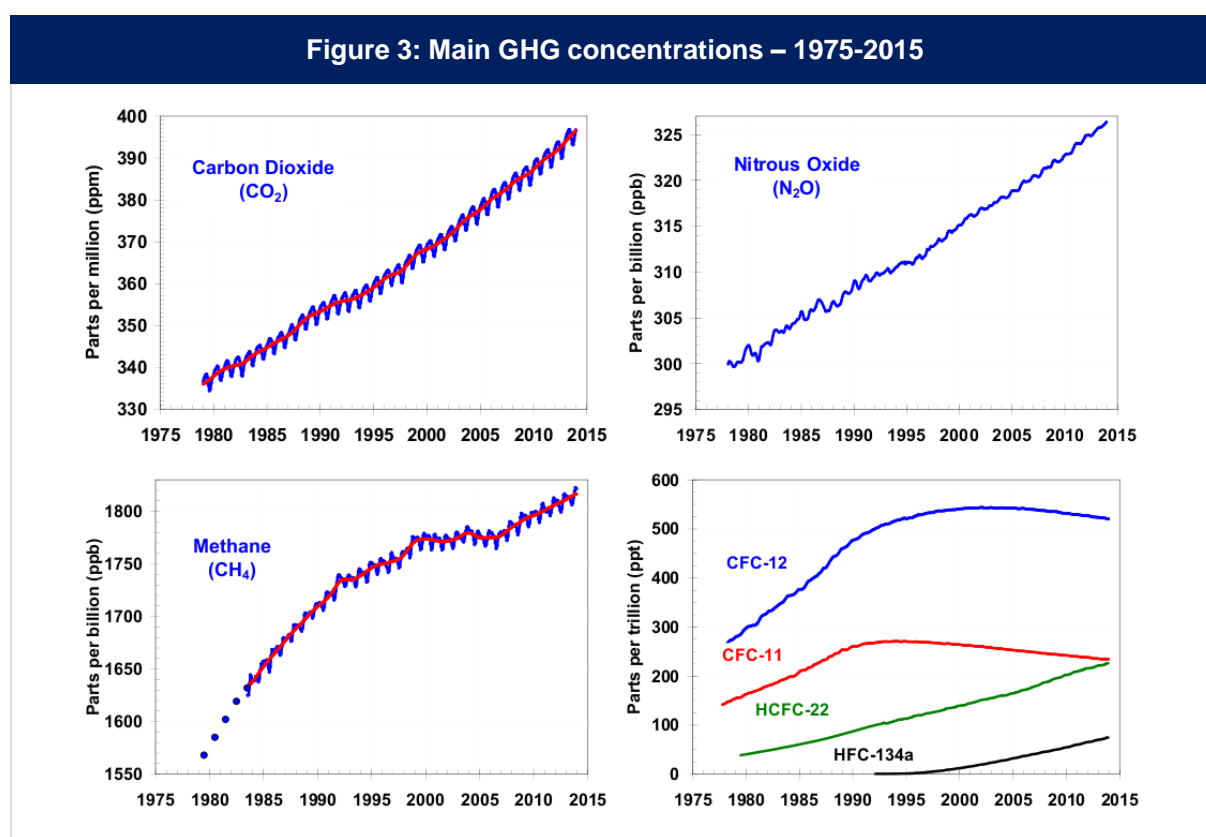 Figure 3: Main GHG concentrations – 1975-2015
Parts per million (ppm)
400
390
380
370
360
350
340
330
Carbon Dioxide
(CO₂)
1975 1980 1985 1990 1995 2000 2005 2010 2015
Parts per billion (ppb)
325
320
315
310
305
300
295
Nitrous Oxide
(N₂O)
1975 1980 1985 1990 1995 2000 2005 2010 2015
Parts per billion (ppb)
1800
1750
1700
1650
1600
1550
Methane
(CH₄)
1975 1980 1985 1990 1995 2000 2005 2010 2015
Parts per trillion (ppt)
600
500
400
300
200
100
0
CFC-12
CFC-11
HCFC-22
HFC-134a
1975 1980 1985 1990 1995 2000 2005 2010 2015